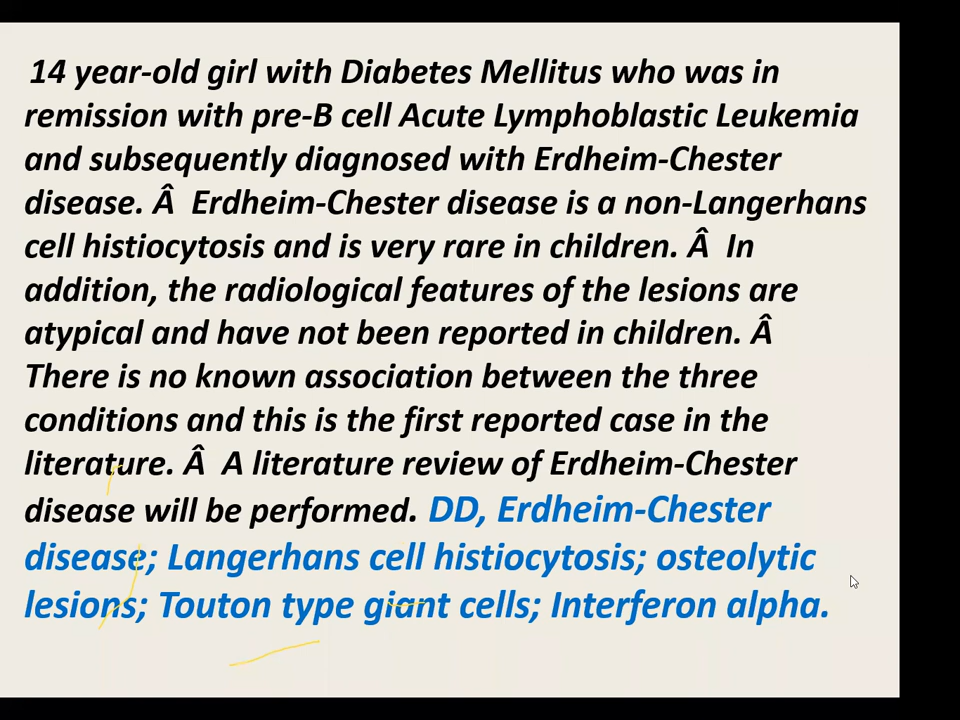 14 year-old girl with Diabetes Mellitus who was in
remission with pre-B cell Acute Lymphoblastic Leukemia
and subsequently diagnosed with Erdheim-Chester
disease. Â Erdheim-Chester disease is a non-Langerhans
cell histiocytosis and is very rare in children. Â In
addition, the radiological features of the lesions are
atypical and have not been reported in children. Â
There is no known association between the three
conditions and this is the first reported case in the
literature. Â A literature review of Erdheim-Chester
disease will be performed. DD, Erdheim-Chester
disease; Langerhans cell histiocytosis; osteolytic
lesions; Touton type giant cells; Interferon alpha.